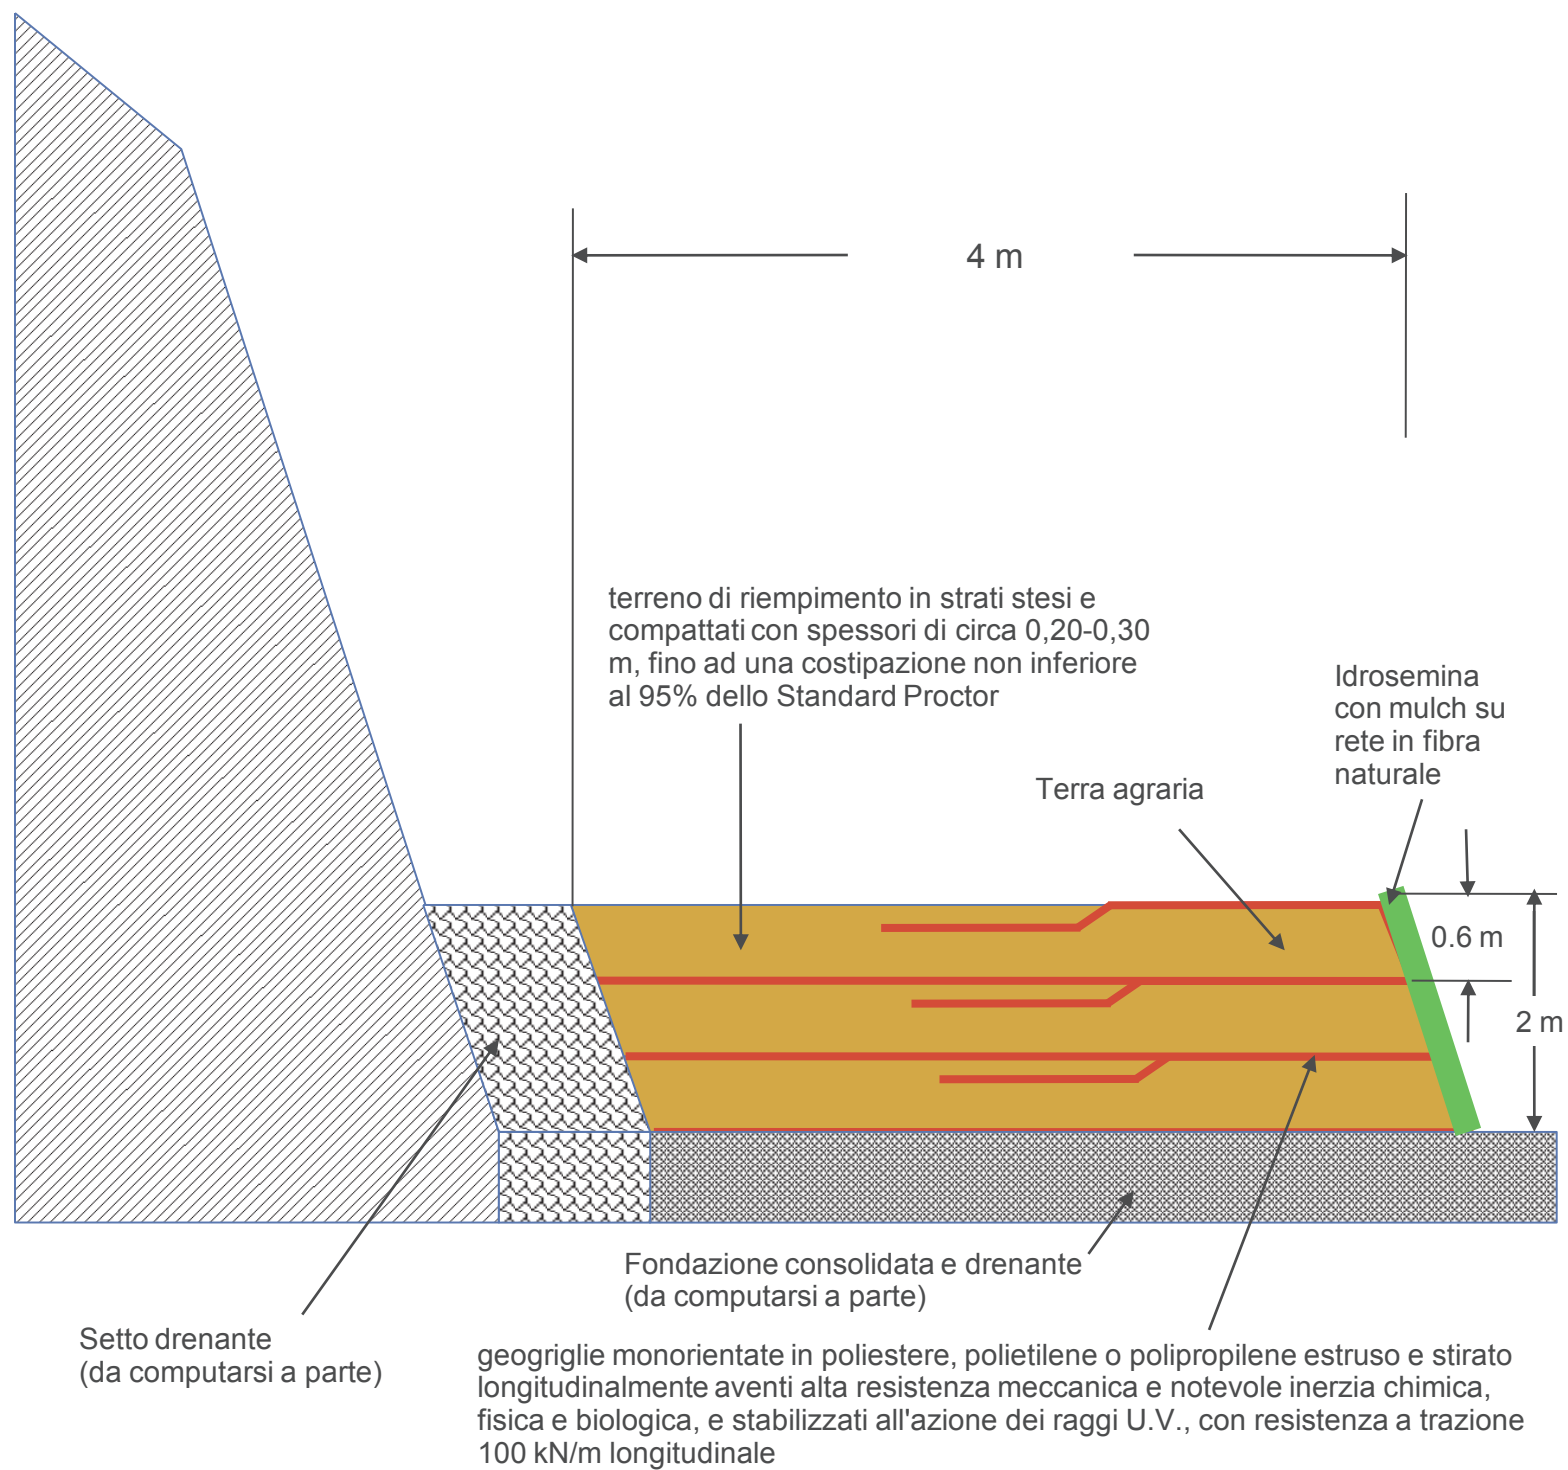 4 m
terreno di riempimento in strati stesi e
compattati con spessori di circa 0,20-0,30
m, fino ad una costipazione non inferiore
al 95% dello Standard Proctor
Idrosemina
con mulch su
rete in fibra
naturale
Terra agraria
0.6 m
2 m
Fondazione consolidata e drenante
(da computarsi a parte)
Setto drenante
(da computarsi a parte)
geogriglie monorientate in poliestere, polietilene o polipropilene estruso e stirato
longitudinalmente aventi alta resistenza meccanica e notevole inerzia chimica,
fisica e biologica, e stabilizzati all'azione dei raggi U.V., con resistenza a trazione
100 kN/m longitudinale